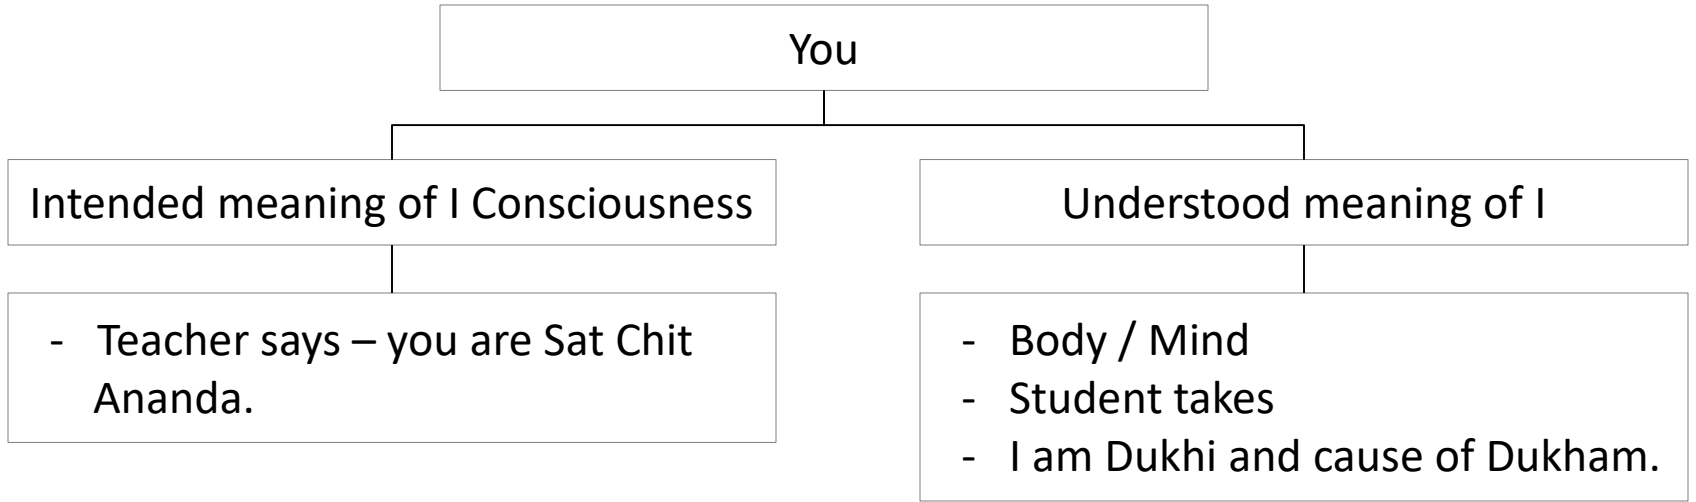 You
Intended meaning of I Consciousness
Understood meaning of I
- Teacher says – you are Sat Chit
Ananda.
- Body / Mind
- Student takes
- I am Dukhi and cause of Dukham.